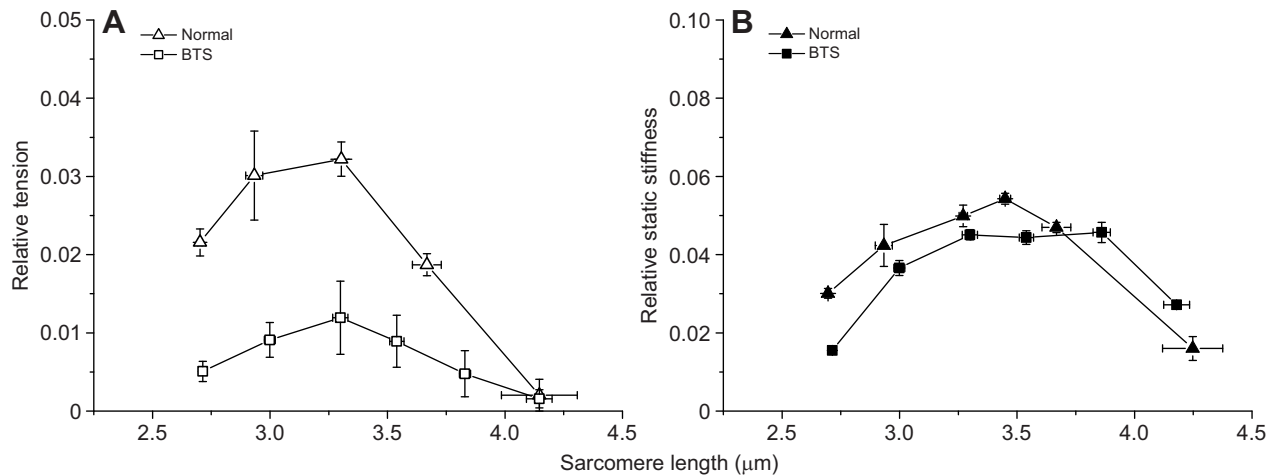 A
Normal
BTS
0.05
0.04
0.03
0.02
0.01
0
Relative tension
2.5 3.0 3.5 4.0 4.5
B
Normal
BTS
0.10
0.08
0.06
0.04
0.02
0
Relative static stiffness
2.5 3.0 3.5 4.0 4.5
Sarcomere length (μm)